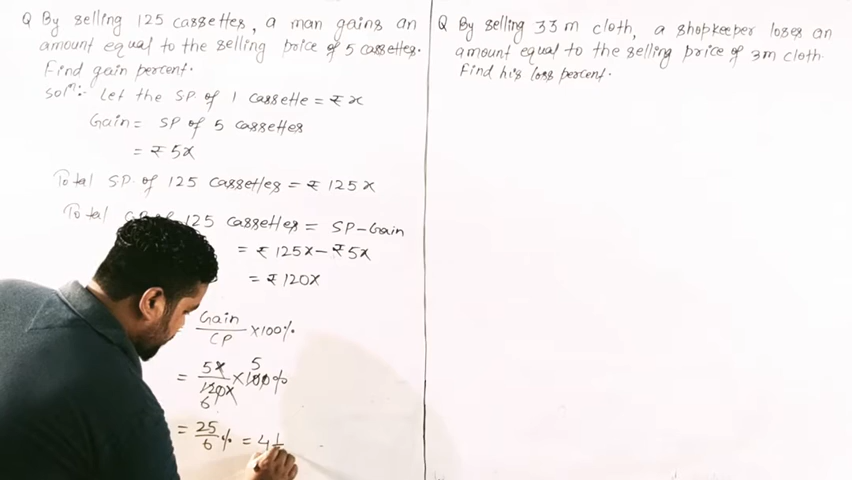 Q By selling 125 cassettes, a man gains an
amount equal to the selling price of 5 cassettes.
Find gain percent.
Solⁿ:- Let the SP of 1 cassette = ₹ x
Gain = SP of 5 cassettes
= ₹ 5x
Total SP. of 125 cassettes = ₹ 125x
Total of 125 cassettes = SP - Gain
= ₹ 125x - ₹ 5x
= ₹ 120x
Gain/CP × 100%
= 5x/120x × 100% 5
6
= 25/6 % = 4 1
Q By selling 33 m cloth, a shopkeeper loses an
amount equal to the selling price of 3m cloth.
Find his loss percent.